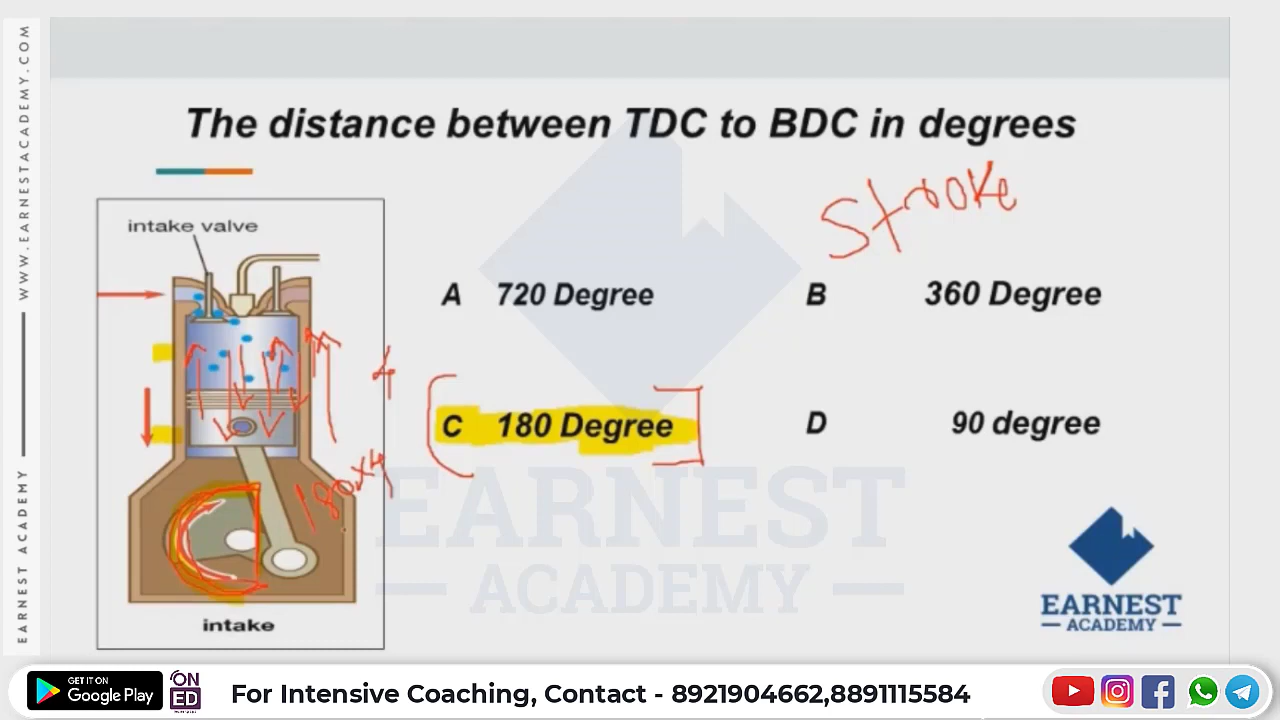 WWW.EARNESTACADEMY.COM
EARNEST ACADEMY
The distance between TDC to BDC in degrees
Stroke
intake valve
A 720 Degree
B 360 Degree
4
C 180 Degree
D 90 degree
180x4
EARNEST
ACADEMY
intake
EARNEST
ACADEMY
GET IT ON
Google Play
ON
ED
For Intensive Coaching, Contact - 8921904662,8891115584